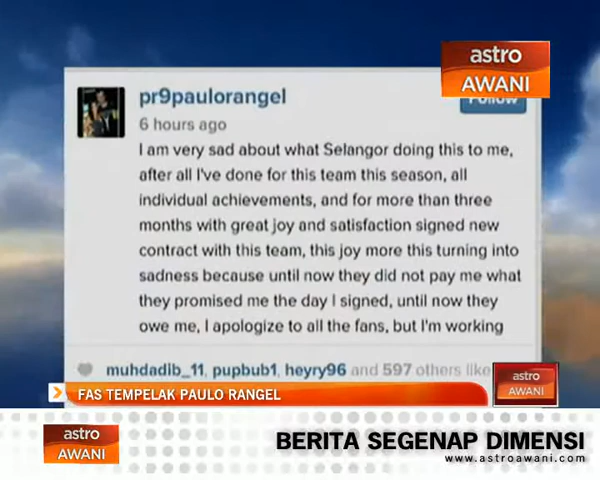 astro
AWANI
pr9paulorangel
Follow
6 hours ago
I am very sad about what Selangor doing this to me,
after all I've done for this team this season, all
individual achievements, and for more than three
months with great joy and satisfaction signed new
contract with this team, this joy more this turning into
sadness because until now they did not pay me what
they promised me the day I signed, until now they
owe me, I apologize to all the fans, but I'm working
muhdadib_11, pupbub1, heyry96 and 597 others like
FAS TEMPELAK PAULO RANGEL
astro
AWANI
astro
AWANI
BERITA SEGENAP DIMENSI
www.astroawani.com